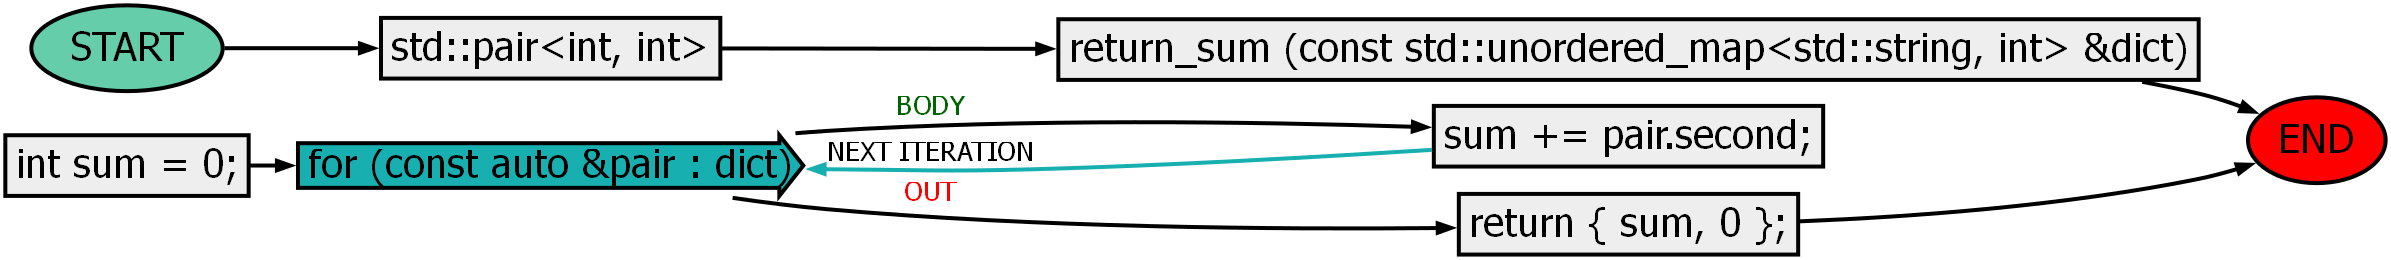 START
std::pair<int, int>
return_sum (const std::unordered_map<std::string, int> &dict)
END
int sum = 0;
for (const auto &pair : dict)
BODY
sum += pair.second;
NEXT ITERATION
OUT
return { sum, 0 };